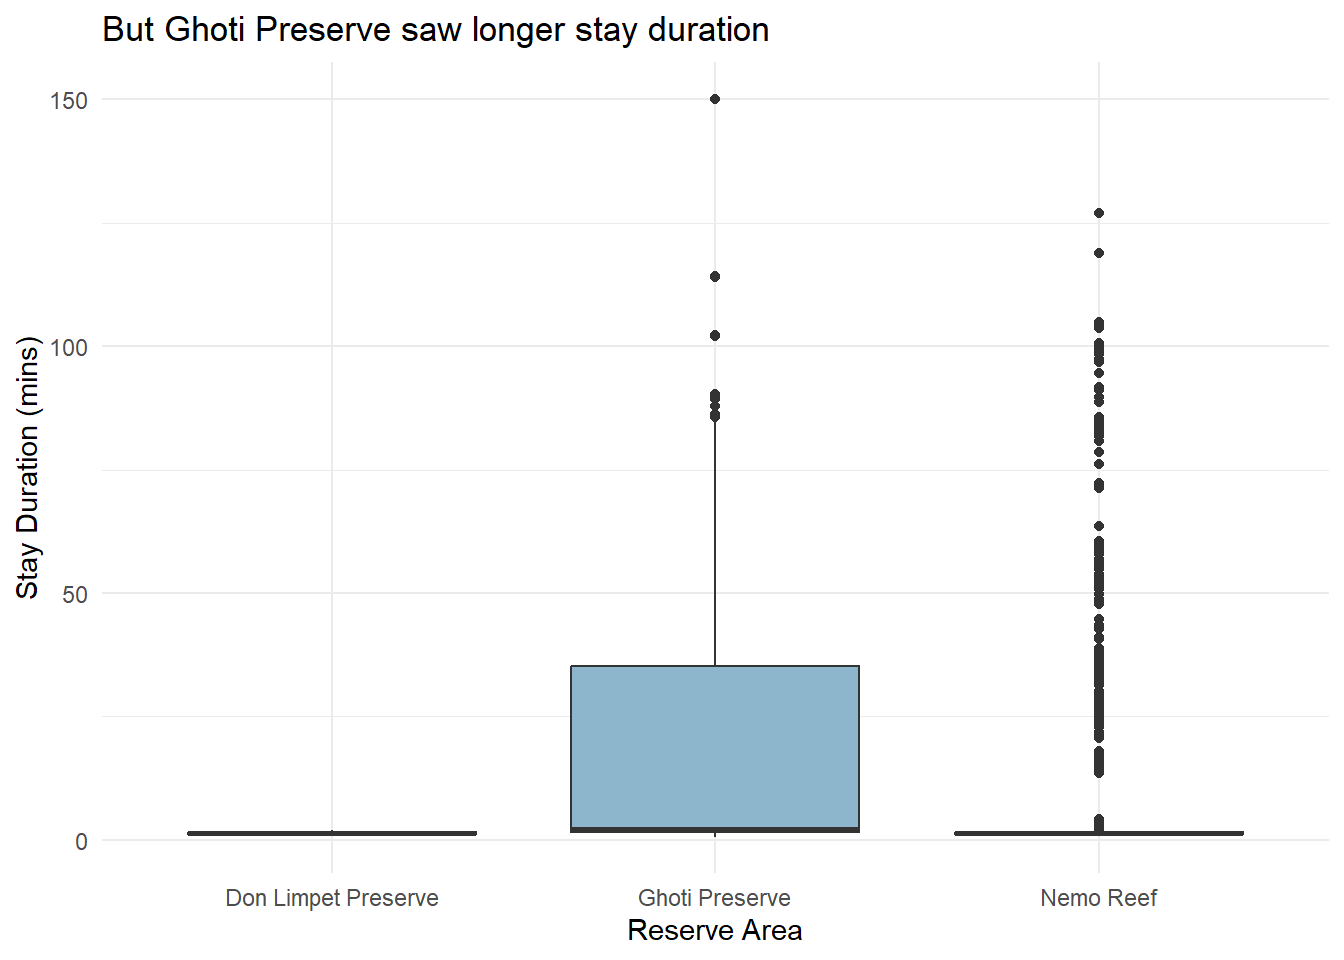 But Ghoti Preserve saw longer stay duration
150
100
50
0
Stay Duration (mins)
Don Limpet Preserve
Ghoti Preserve
Nemo Reef
Reserve Area